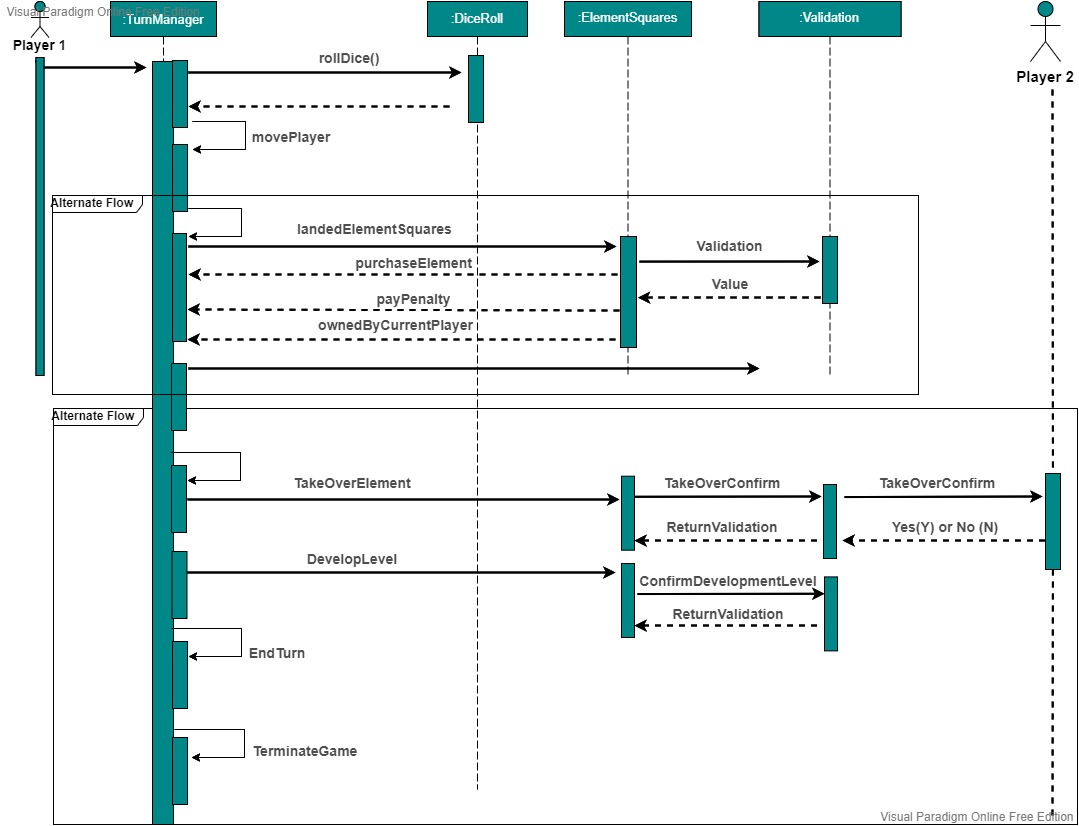 Visual Paradigm Online Free Edition
:TurnManager
:DiceRoll
:ElementSquares
:Validation
Player 1
Player 2
rollDice()
movePlayer
Alternate Flow
landedElementSquares
Validation
purchaseElement
Value
payPenalty
ownedByCurrentPlayer
Alternate Flow
TakeOverElement
TakeOverConfirm
TakeOverConfirm
ReturnValidation
Yes(Y) or No (N)
DevelopLevel
ConfirmDevelopmentLevel
ReturnValidation
EndTurn
TerminateGame
Visual Paradigm Online Free Edition